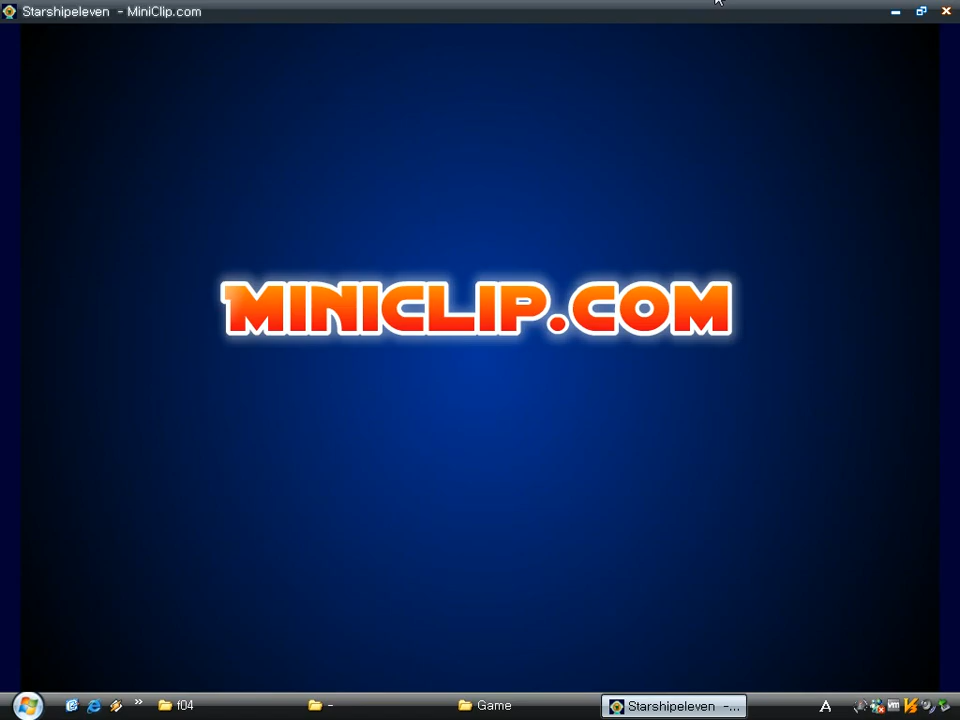 Starshipeleven - MiniClip.com
MINICLIP.COM
f04
-
Game
Starshipeleven -...
A